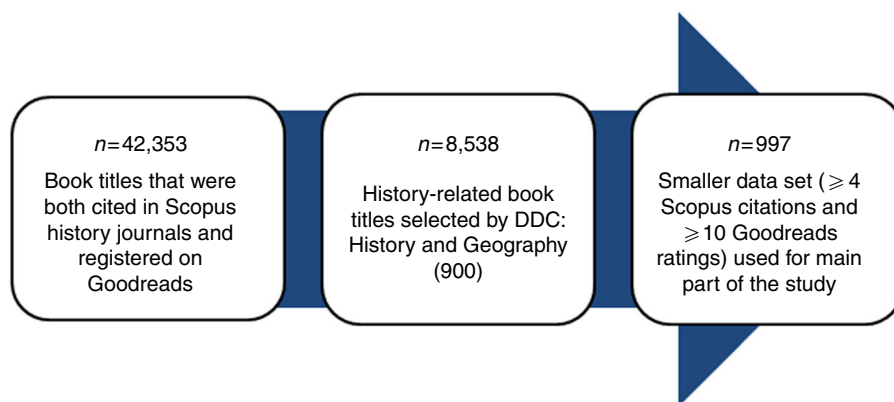 n=42,353
Book titles that were
both cited in Scopus
history journals and
registered on
Goodreads
n=8,538
History-related book
titles selected by DDC:
History and Geography
(900)
n=997
Smaller data set (⩾ 4
Scopus citations and
⩾10 Goodreads
ratings) used for main
part of the study